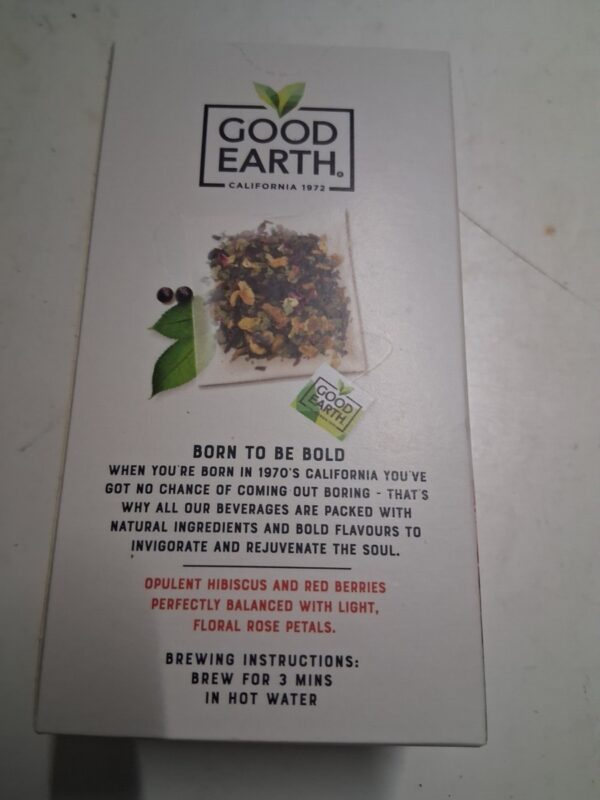 GOOD
EARTH®
CALIFORNIA 1972
GOOD
EARTH
BORN TO BE BOLD
WHEN YOU'RE BORN IN 1970'S CALIFORNIA YOU'VE
GOT NO CHANCE OF COMING OUT BORING - THAT'S
WHY ALL OUR BEVERAGES ARE PACKED WITH
NATURAL INGREDIENTS AND BOLD FLAVOURS TO
INVIGORATE AND REJUVENATE THE SOUL.
OPULENT HIBISCUS AND RED BERRIES
PERFECTLY BALANCED WITH LIGHT,
FLORAL ROSE PETALS.
BREWING INSTRUCTIONS:
BREW FOR 3 MINS
IN HOT WATER